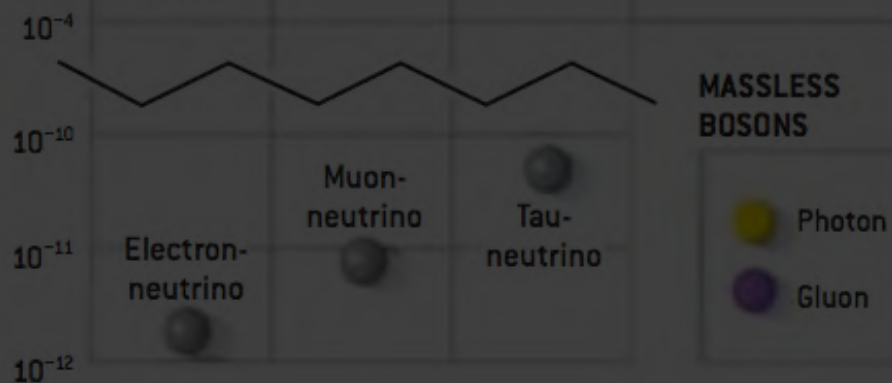 10⁻⁴
MASSLESS
BOSONS
10⁻¹⁰
Muon-
neutrino
Tau-
neutrino
Photon
10⁻¹¹
Electron-
neutrino
Gluon
10⁻¹²